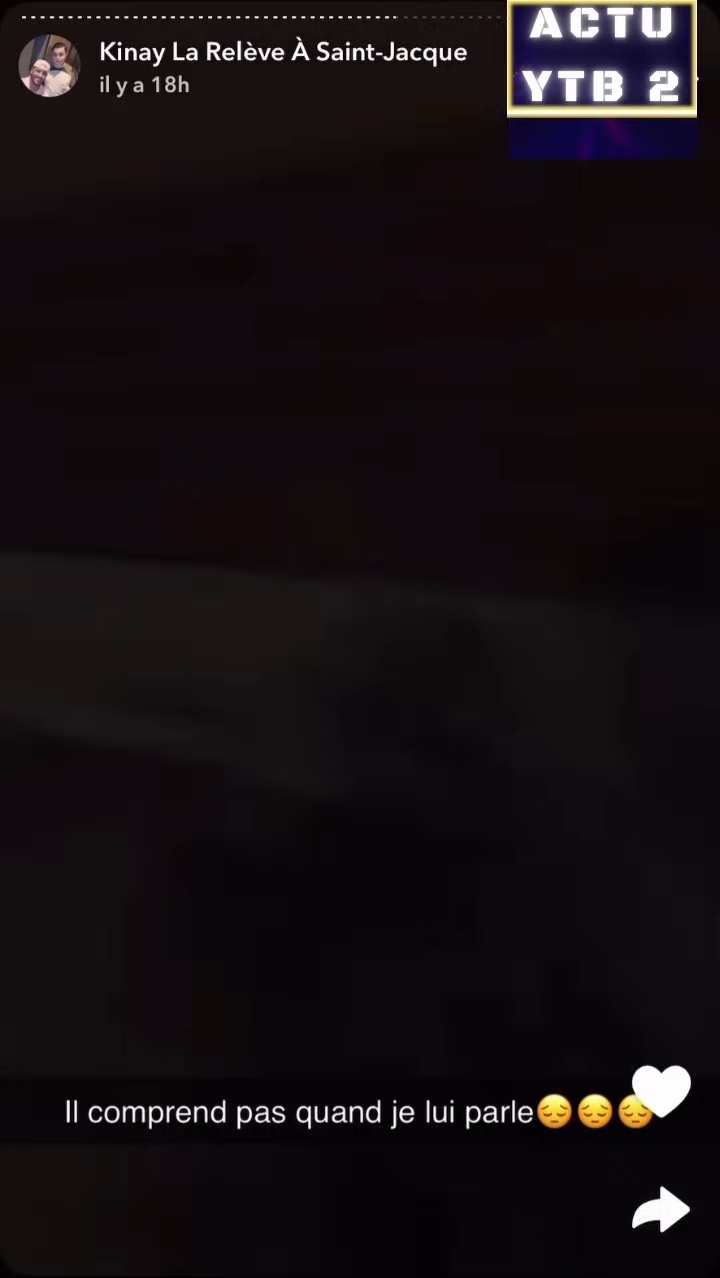 Kinay La Relève À Saint-Jacque
il y a 18h
ACTU
YTB 2
Il comprend pas quand je lui parle😔😔😔